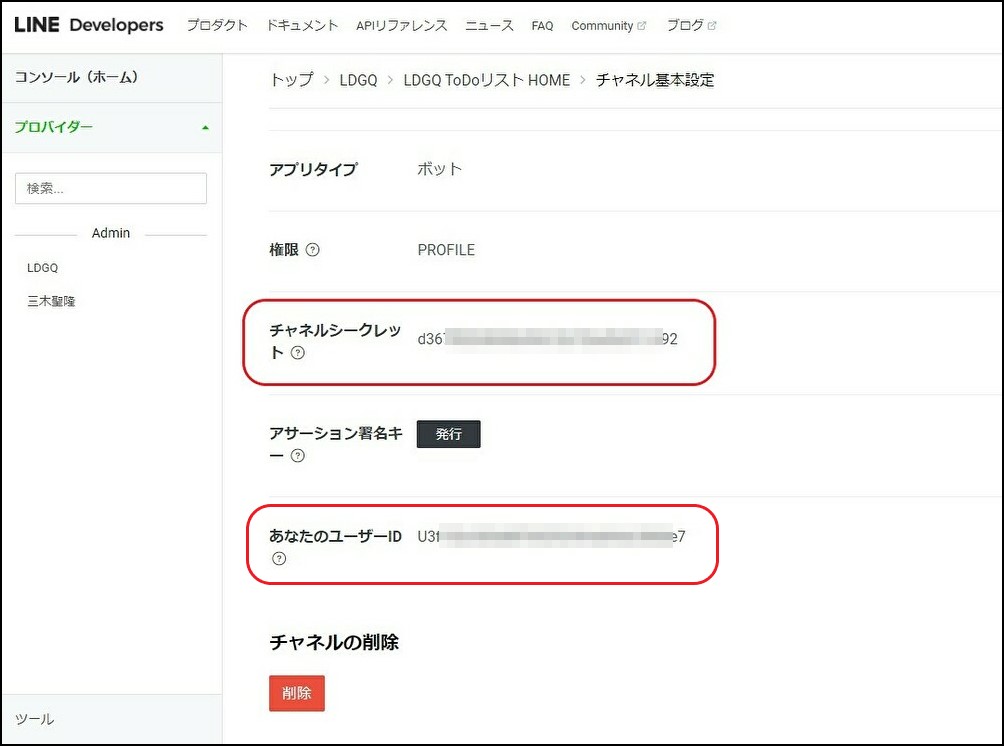 LINE Developers プロダクト ドキュメント APIリファレンス ニュース FAQ Community ブログ
コンソール（ホーム）
トップ > LDGQ > LDGQ ToDoリスト HOME > チャネル基本設定
プロバイダー
検索...
Admin
LDGQ
三木聖隆
アプリタイプ ボット
権限 ? PROFILE
チャネルシークレッ
ト ?
d367 92
アサーション署名キ
ー ?
発行
あなたのユーザーID U3f e7
?
チャネルの削除
削除
ツール